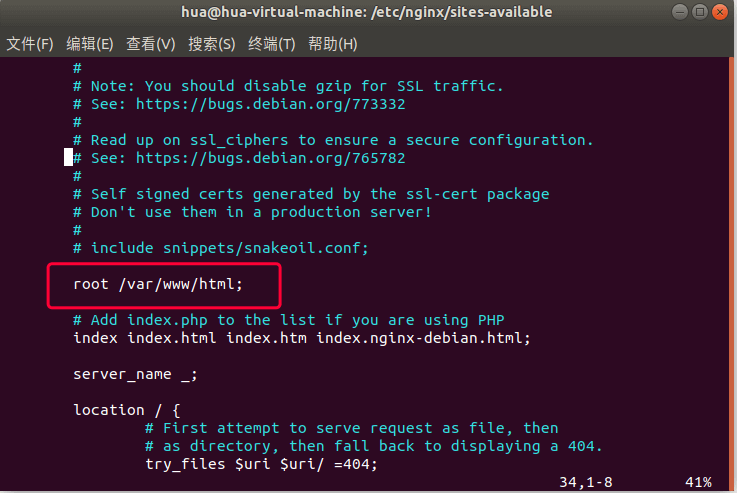 hua@hua-virtual-machine: /etc/nginx/sites-available
文件(F) 编辑(E) 查看(V) 搜索(S) 终端(T) 帮助(H)
#
# Note: You should disable gzip for SSL traffic.
# See: https://bugs.debian.org/773332
#
# Read up on ssl_ciphers to ensure a secure configuration.
# See: https://bugs.debian.org/765782
#
# Self signed certs generated by the ssl-cert package
# Don't use them in a production server!
#
# include snippets/snakeoil.conf;
root /var/www/html;
# Add index.php to the list if you are using PHP
index index.html index.htm index.nginx-debian.html;
server_name _;
location / {
# First attempt to serve request as file, then
# as directory, then fall back to displaying a 404.
try_files $uri $uri/ =404;
34,1-8 41%